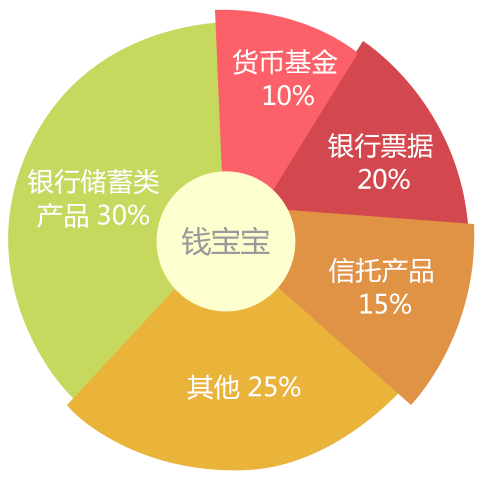 货币基金
10%
银行票据
20%
银行储蓄类
产品 30%
钱宝宝
信托产品
15%
其他 25%